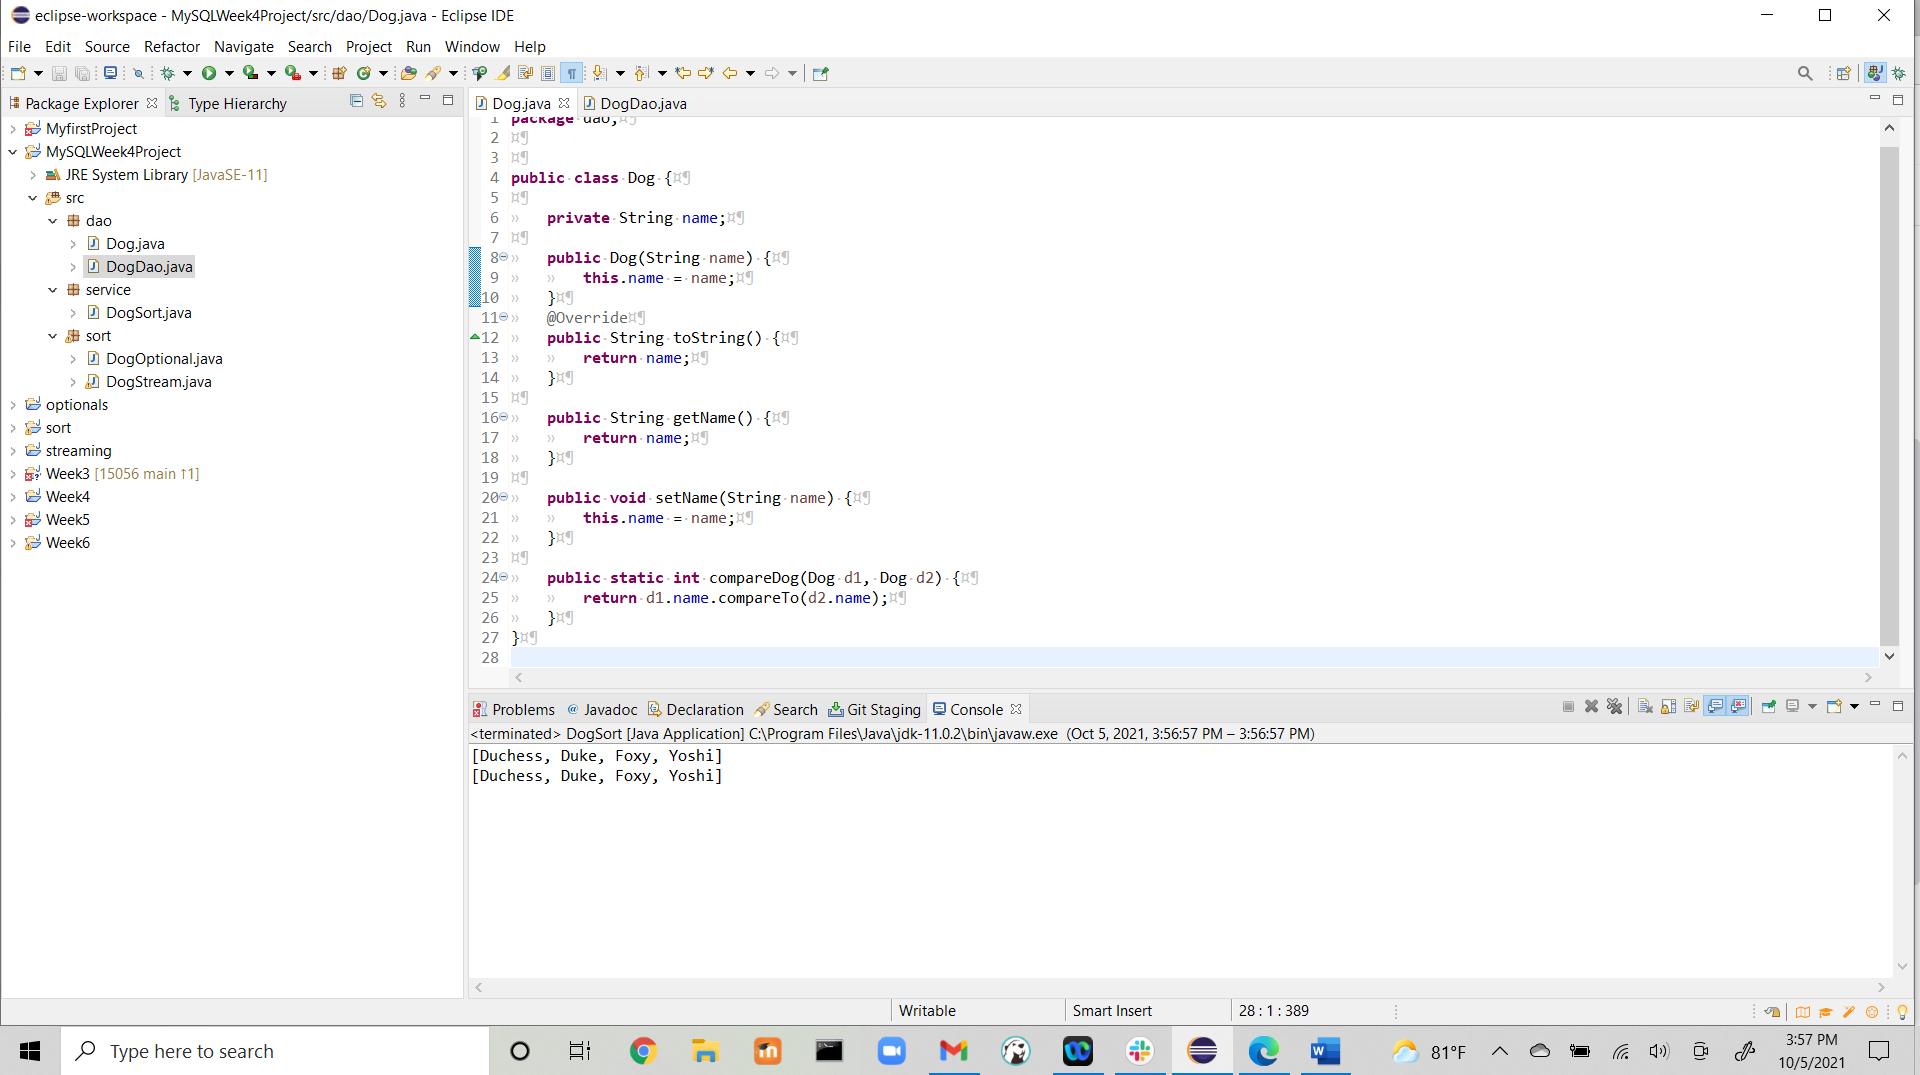 eclipse-workspace - MySQLWeek4Project/src/dao/Dog.java - Eclipse IDE
File Edit Source Refactor Navigate Search Project Run Window Help
Package Explorer Type Hierarchy
Dog.java DogDao.java
MyfirstProject
MySQLWeek4Project
JRE System Library [JavaSE-11]
src
dao
Dog.java
DogDao.java
service
DogSort.java
sort
DogOptional.java
DogStream.java
optionals
sort
streaming
Week3 [15056 main ↑1]
Week4
Week5
Week6
1 package·dao;¤¶
2 ¤¶
3 ¤¶
4 public·class·Dog·{¤¶
5 ¤¶
6 » private·String·name;¤¶
7 ¤¶
8 » public·Dog(String·name)·{¤¶
9 » » this.name·=·name;¤¶
10 » }¤¶
11 » @Override¤¶
12 » public·String·toString()·{¤¶
13 » » return·name;¤¶
14 » }¤¶
15 ¤¶
16 » public·String·getName()·{¤¶
17 » » return·name;¤¶
18 » }¤¶
19 ¤¶
20 » public·void·setName(String·name)·{¤¶
21 » » this.name·=·name;¤¶
22 » }¤¶
23 ¤¶
24 » public·static·int·compareDog(Dog·d1,·Dog·d2)·{¤¶
25 » » return·d1.name.compareTo(d2.name);¤¶
26 » }¤¶
27 }¤¶
28
Problems @ Javadoc Declaration Search Git Staging Console
<terminated> DogSort [Java Application] C:\Program Files\Java\jdk-11.0.2\bin\javaw.exe (Oct 5, 2021, 3:56:57 PM – 3:56:57 PM)
[Duchess, Duke, Foxy, Yoshi]
[Duchess, Duke, Foxy, Yoshi]
Writable Smart Insert 28 : 1 : 389
Type here to search
81°F
3:57 PM
10/5/2021